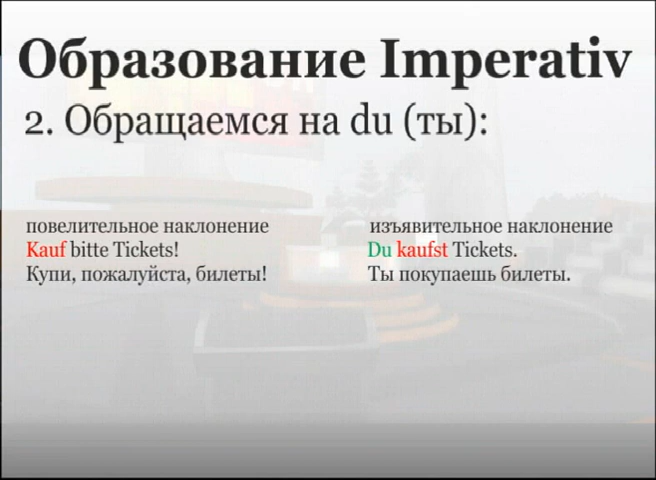 Образование Imperativ
2. Обращаемся на du (ты):
повелительное наклонение
Kauf bitte Tickets!
Купи, пожалуйста, билеты!
изъявительное наклонение
Du kaufst Tickets.
Ты покупаешь билеты.